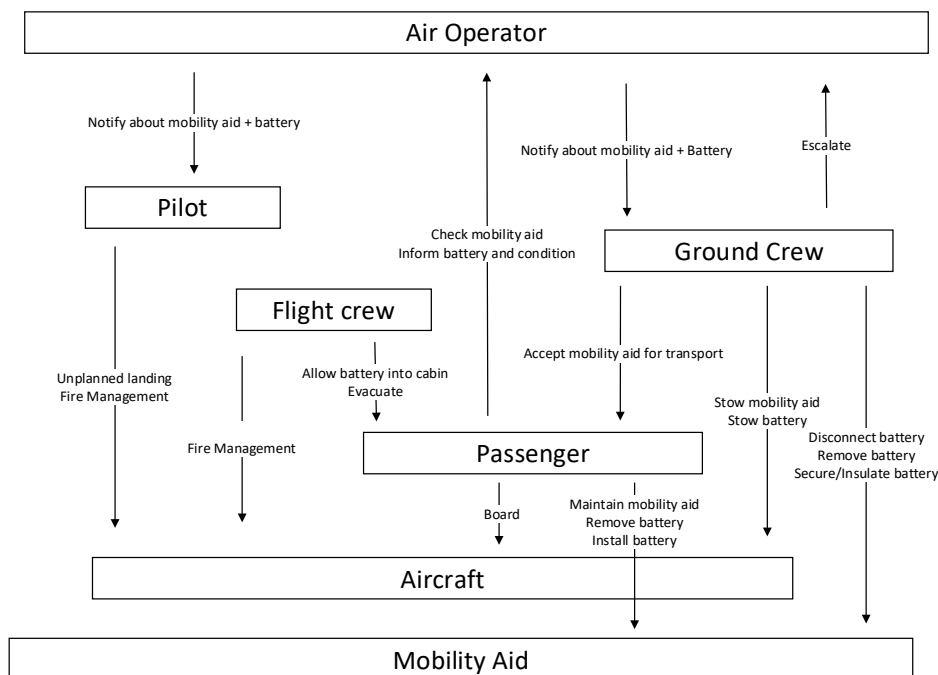 Air Operator
Notify about mobility aid + battery
Notify about mobility aid + Battery
Escalate
Pilot
Check mobility aid
Inform battery and condition
Ground Crew
Flight crew
Unplanned landing
Fire Management
Allow battery into cabin
Evacuate
Accept mobility aid for transport
Fire Management
Stow mobility aid
Stow battery
Disconnect battery
Remove battery
Secure/Insulate battery
Passenger
Board
Maintain mobility aid
Remove battery
Install battery
Aircraft
Mobility Aid